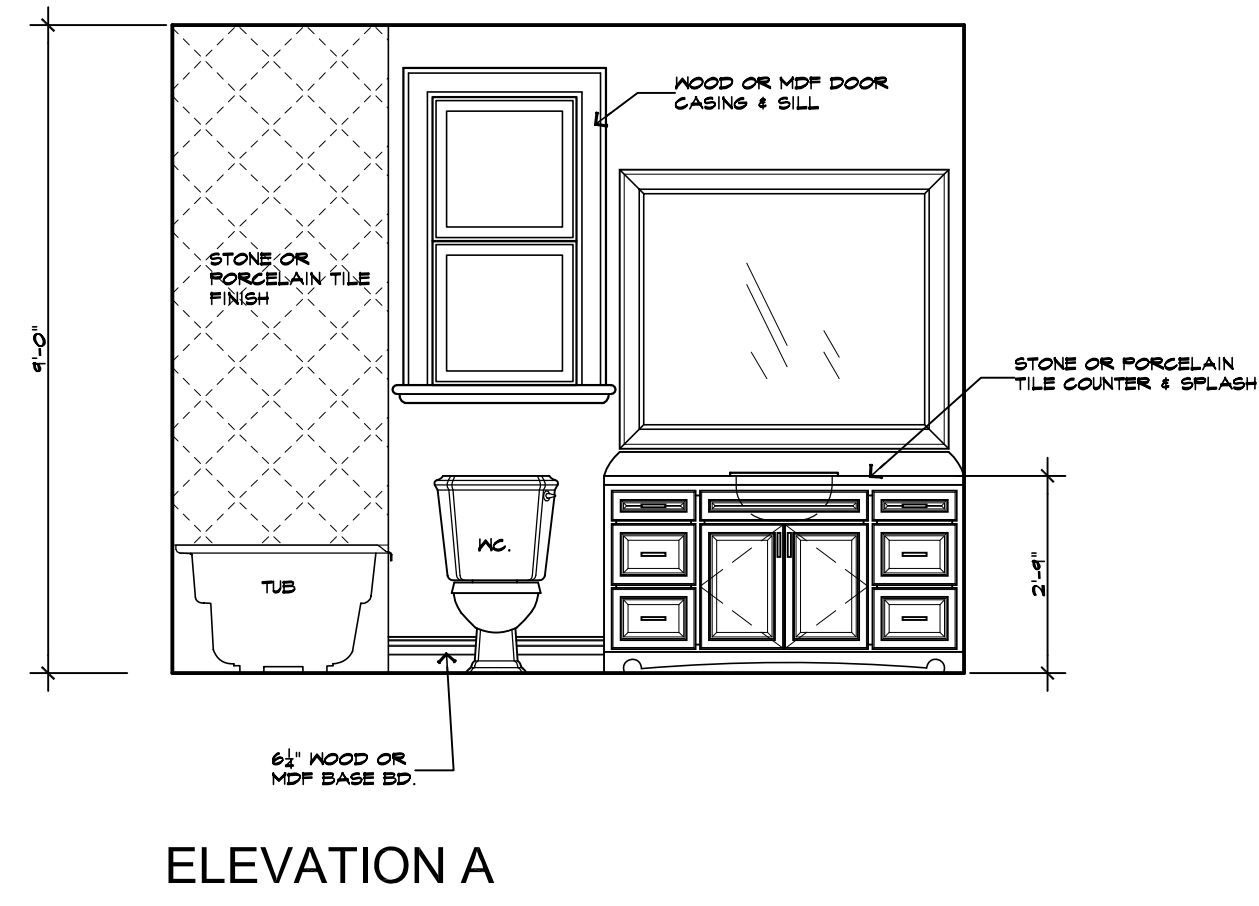 WOOD OR MDF DOOR
CASING & SILL
STONE OR
PORCELAIN TILE
FINISH
9'-0"
STONE OR PORCELAIN
TILE COUNTER & SPLASH
WC.
TUB
2'-9"
6¼" WOOD OR
MDF BASE BD.
ELEVATION A